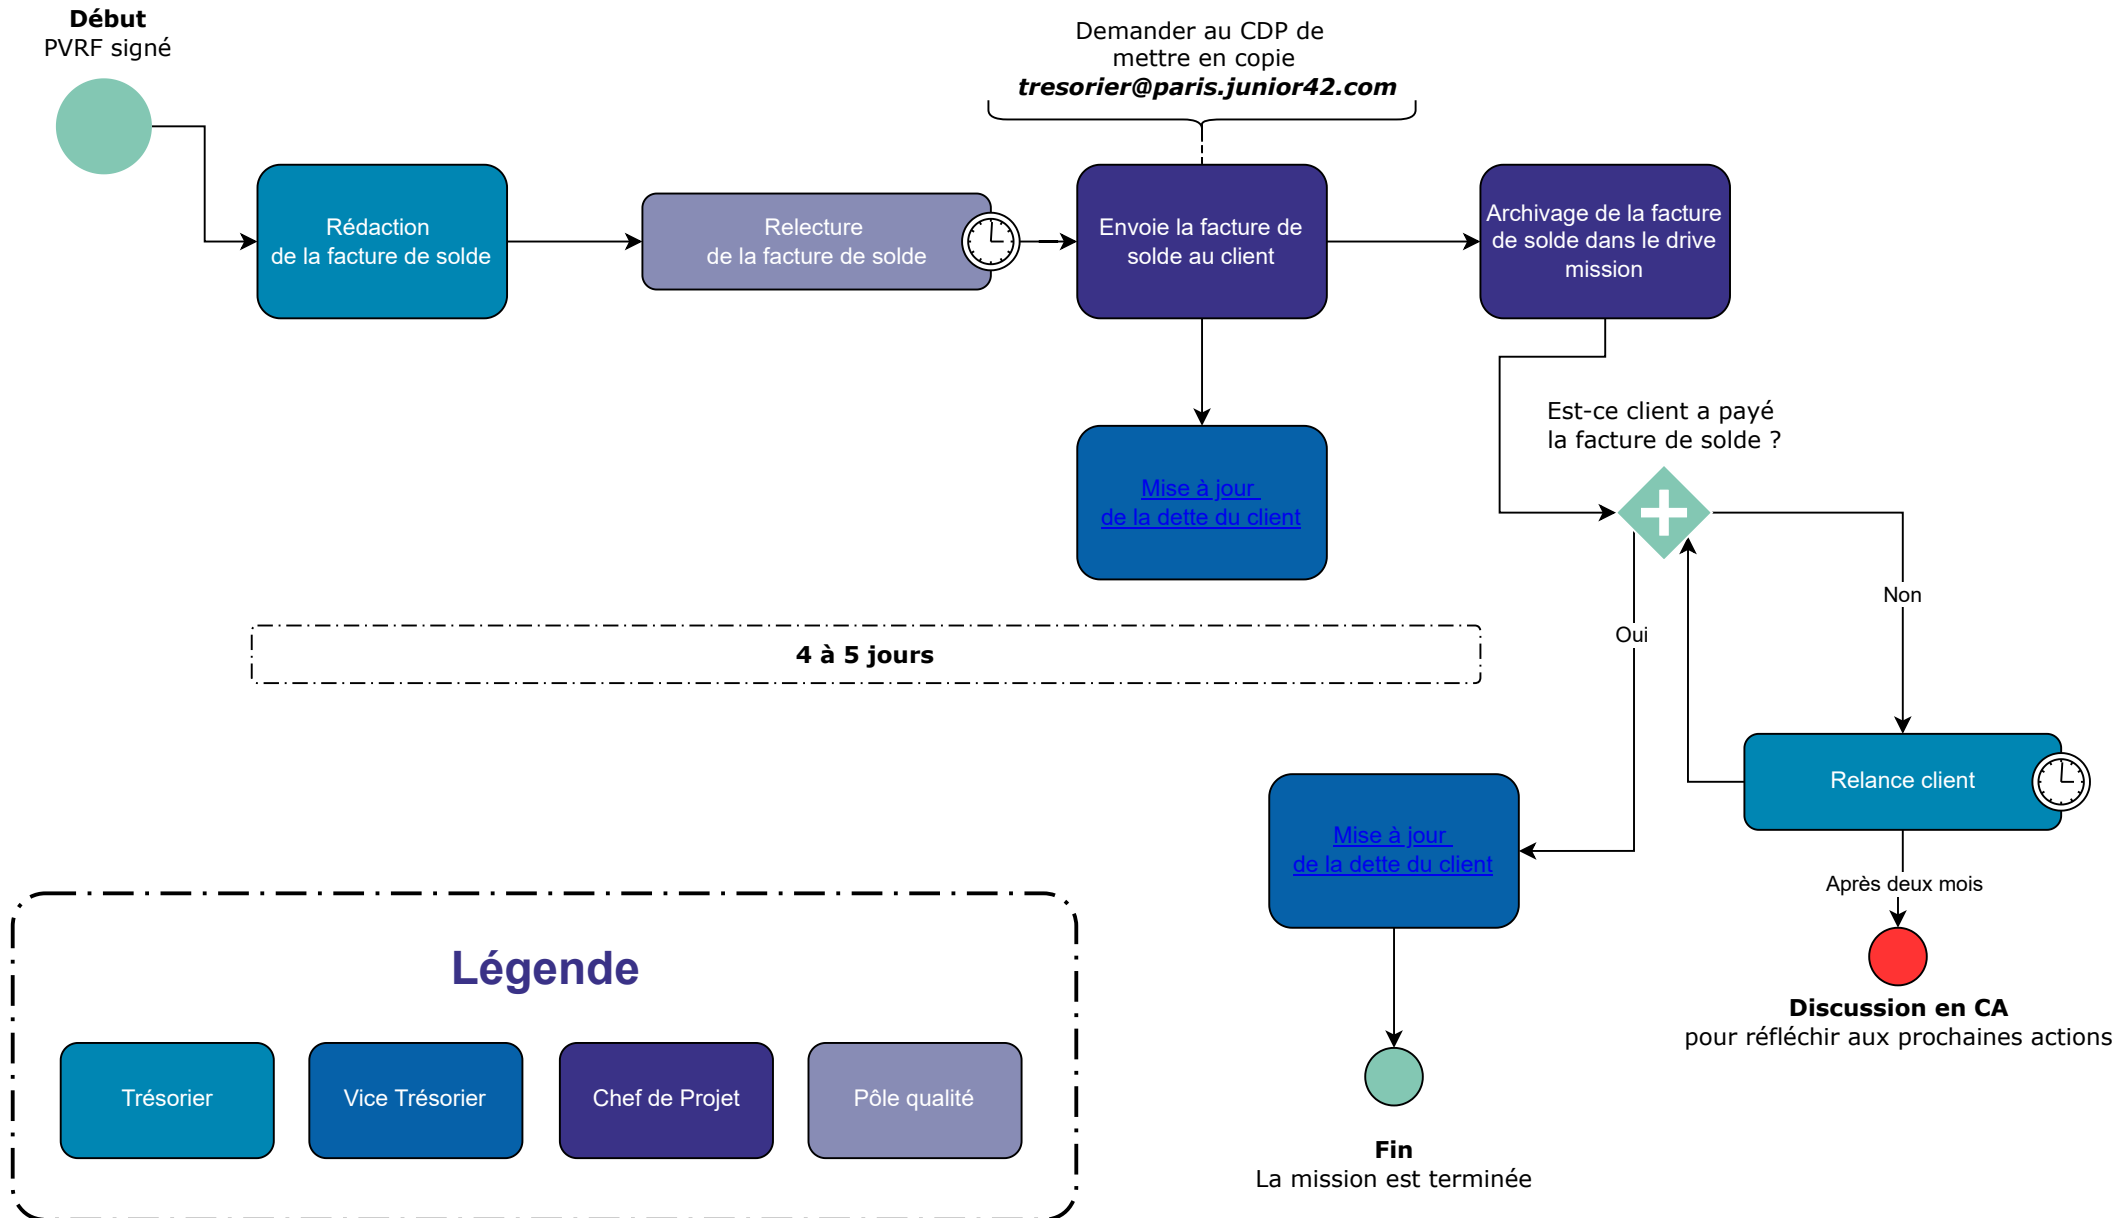 Début
PVRF signé
Demander au CDP de
mettre en copie
tresorier@paris.junior42.com
Rédaction
de la facture de solde
Relecture
de la facture de solde
Envoie la facture de
solde au client
Archivage de la facture
de solde dans le drive
mission
Est-ce client a payé
la facture de solde ?
Mise à jour
de la dette du client
Non
Oui
4 à 5 jours
Relance client
Mise à jour
de la dette du client
Après deux mois
Discussion en CA
pour réfléchir aux prochaines actions
Fin
La mission est terminée
Légende
Trésorier
Vice Trésorier
Chef de Projet
Pôle qualité